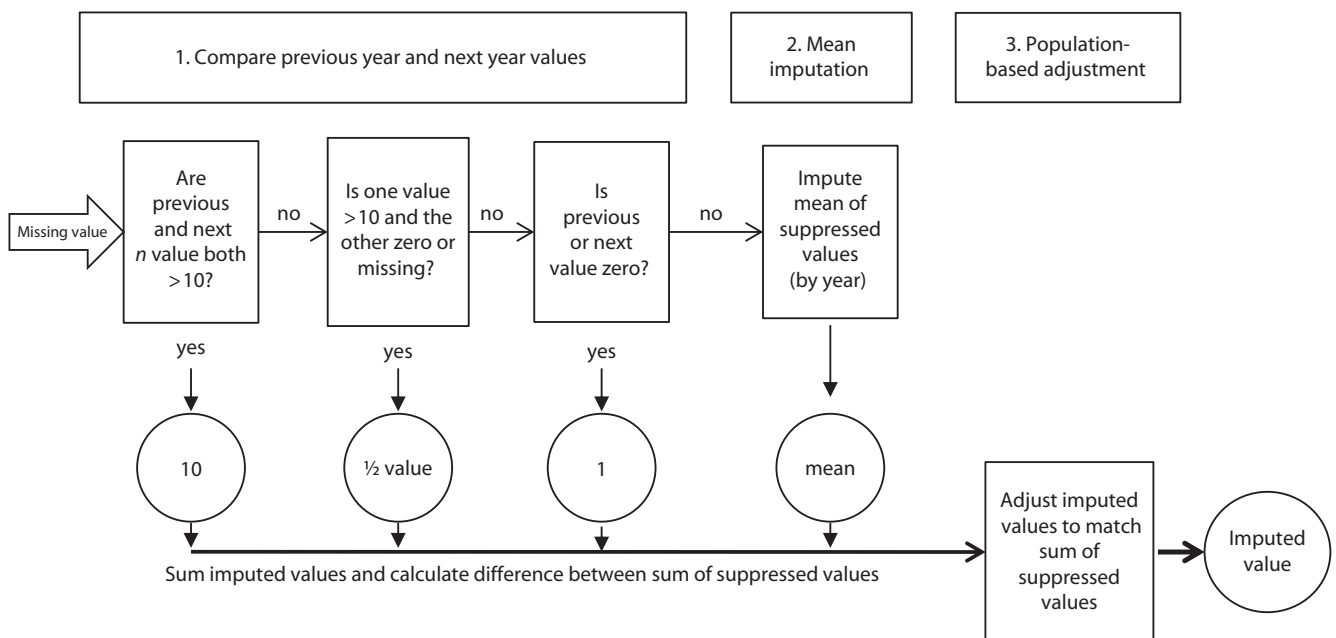 1. Compare previous year and next year values
2. Mean
imputation
3. Population-
based adjustment
Missing value
Are
previous
and next
n value both
>10?
no
Is one value
>10 and the
other zero or
missing?
no
Is
previous
or next
value zero?
no
Impute
mean of
suppressed
values
(by year)
yes
yes
yes
10
½ value
1
mean
Adjust imputed
values to match
sum of
suppressed
values
Imputed
value
Sum imputed values and calculate difference between sum of suppressed values